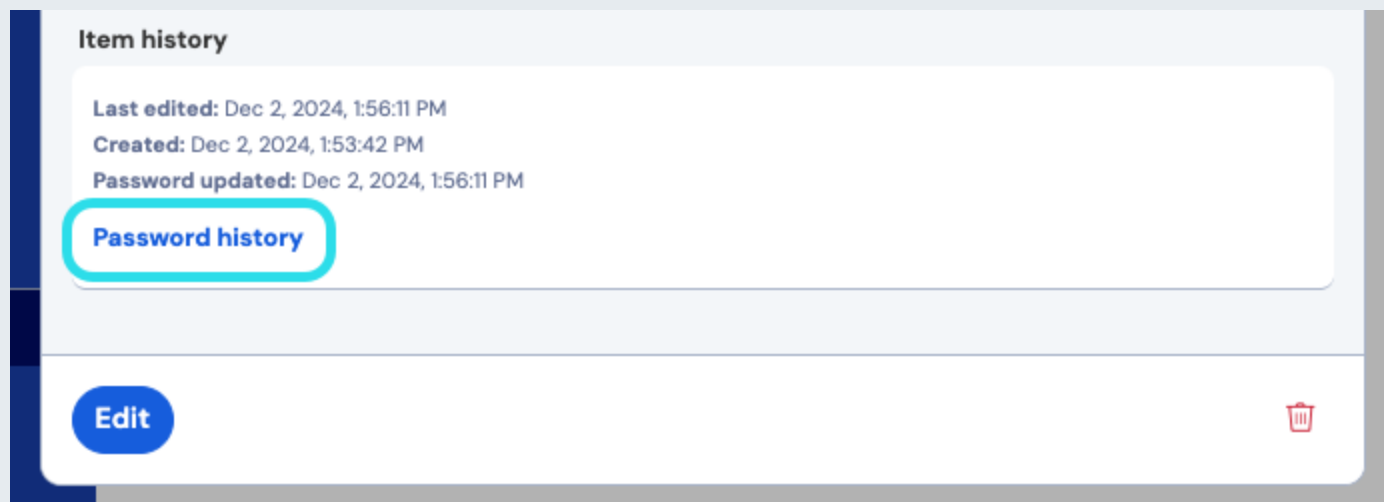 Item history
Last edited: Dec 2, 2024, 1:56:11 PM
Created: Dec 2, 2024, 1:53:42 PM
Password updated: Dec 2, 2024, 1:56:11 PM
Password history
Edit